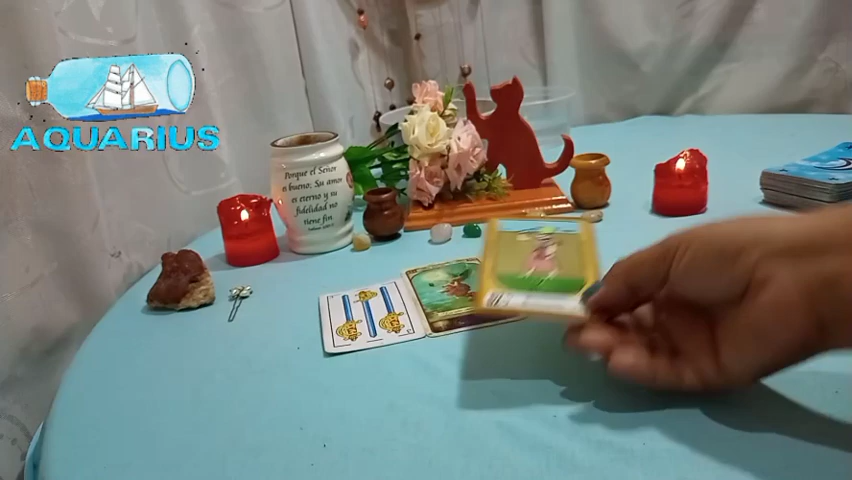 AQUARIUS
Porque el Señor
es bueno; Su amor
es eterno y su
fidelidad no
tiene fin